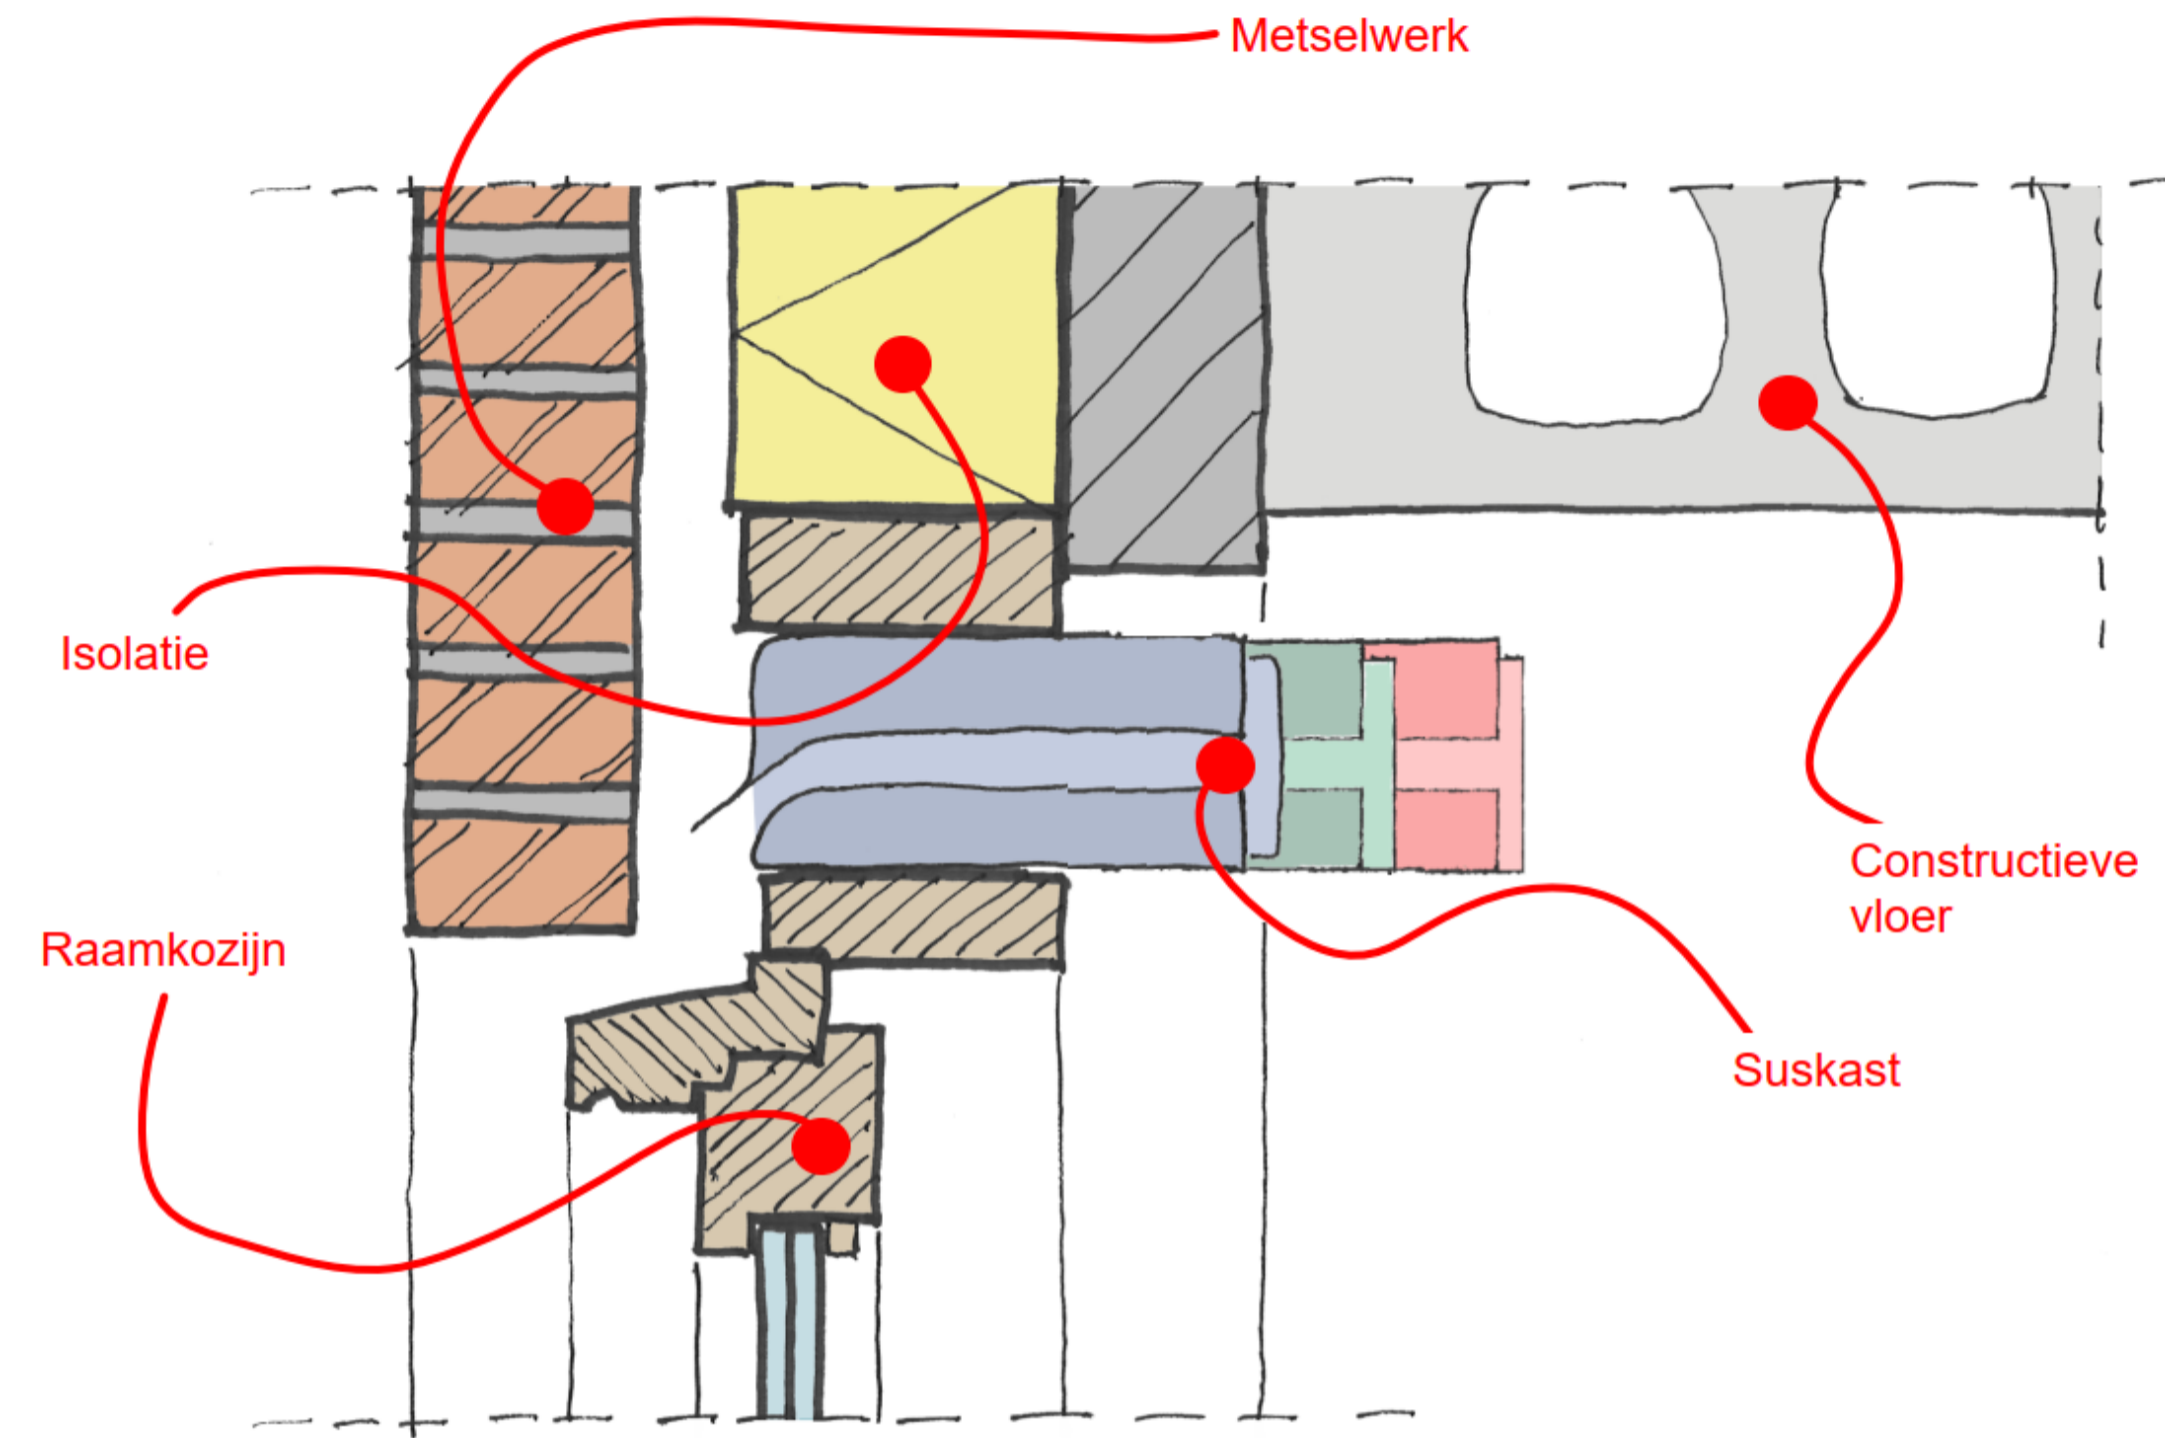 Metselwerk
Isolatie
Constructieve
vloer
Raamkozijn
Suskast